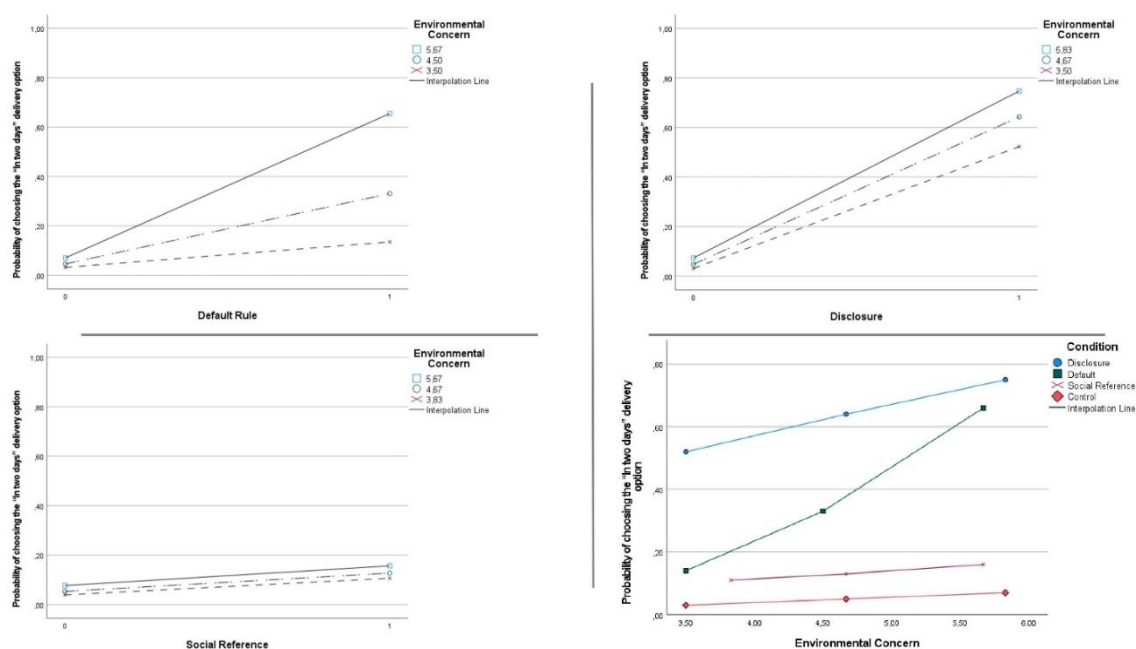 Probability of choosing the "In two days" delivery option
1,00
,80
,60
,40
,20
,00
0
1
Default Rule
Environmental
Concern
5,67
4,50
3,50
Interpolation Line
Probability of choosing the "In two days" delivery option
1,00
,80
,60
,40
,20
,00
0
1
Disclosure
Environmental
Concern
5,83
4,67
3,50
Interpolation Line
Probability of choosing the "In two days" delivery option
1,00
,80
,60
,40
,20
,00
0
1
Social Reference
Environmental
Concern
5,67
4,67
3,83
Interpolation Line
Probability of choosing the "In two days" delivery
option
,80
,60
,40
,20
,00
3,50
4,00
4,50
5,00
5,50
6,00
Environmental Concern
Condition
Disclosure
Default
Social Reference
Control
Interpolation Line